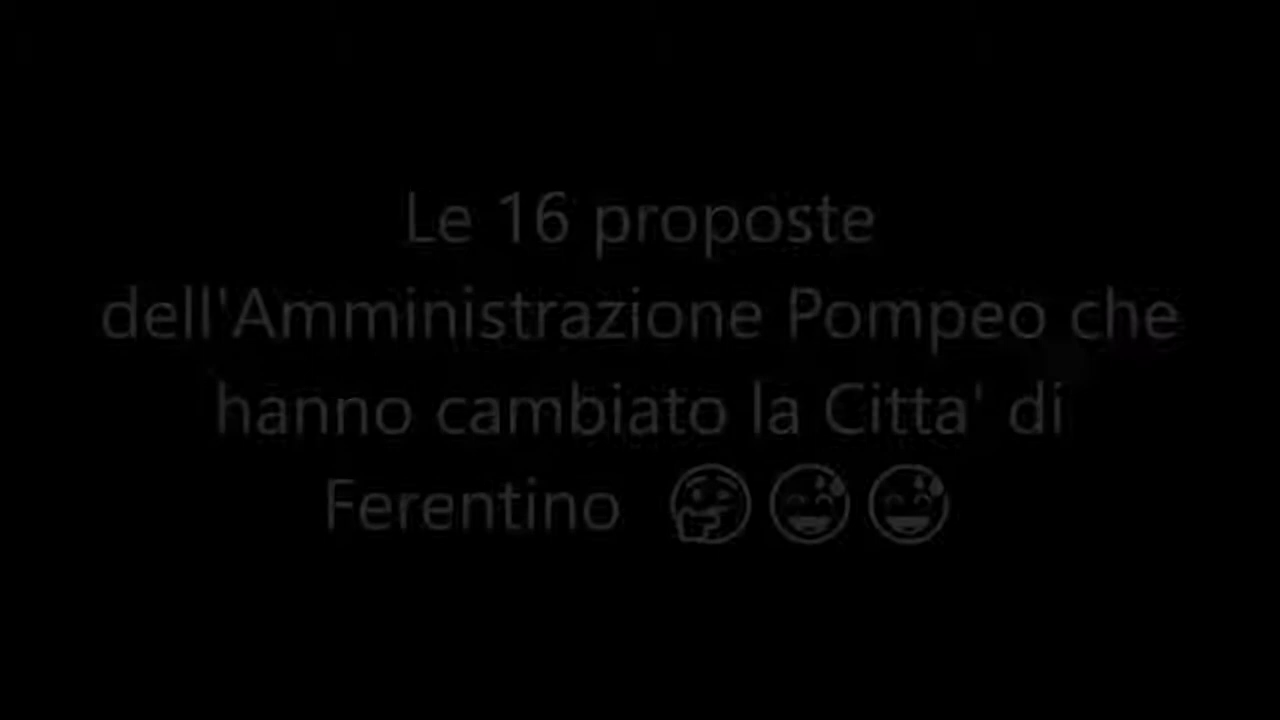 Le 16 proposte
dell'Amministrazione Pompeo che
hanno cambiato la Citta' di
Ferentino 🤔😅😅